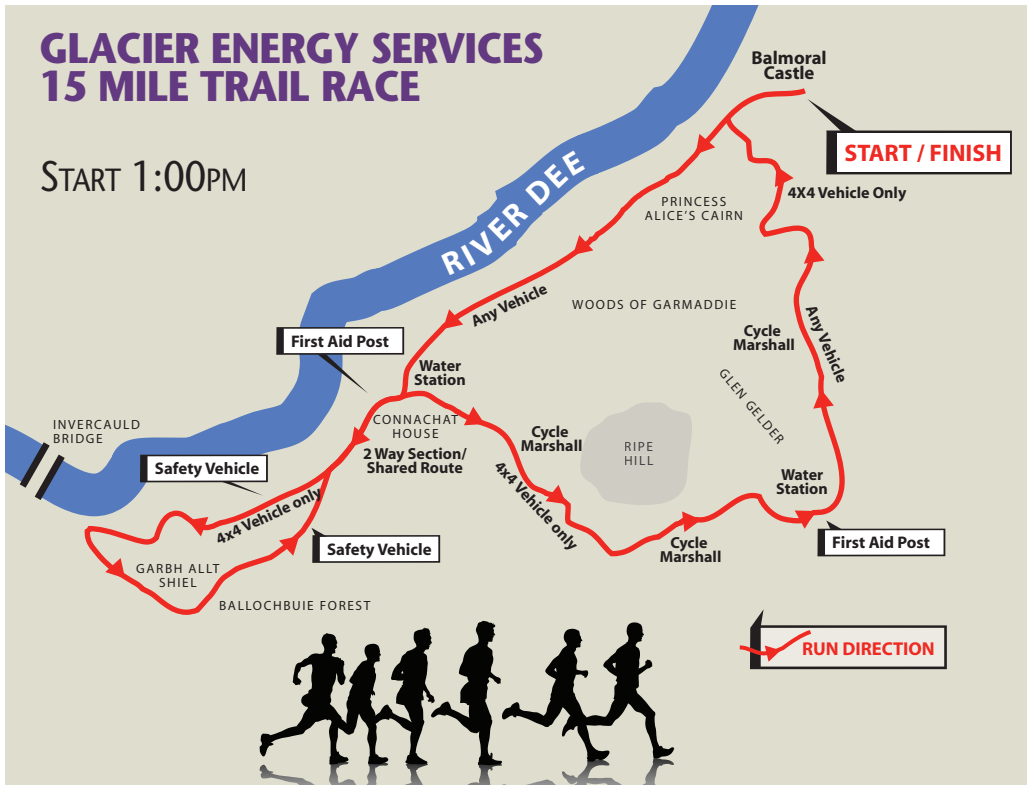 GLACIER ENERGY SERVICES
15 MILE TRAIL RACE
START 1:00PM
Balmoral
Castle
START / FINISH
4X4 Vehicle Only
PRINCESS
ALICE'S CAIRN
RIVER DEE
WOODS OF GARMADDIE
Any Vehicle
Cycle
Marshall
Any Vehicle
First Aid Post
Water
Station
GLEN GELDER
CONNACHAT
HOUSE
2 Way Section/
Shared Route
INVERCAULD
BRIDGE
Cycle
Marshall
RIPE
HILL
Safety Vehicle
4x4 Vehicle only
4x4 Vehicle only
Water
Station
Safety Vehicle
Cycle
Marshall
First Aid Post
GARBH ALLT
SHIEL
BALLOCHBUIE FOREST
RUN DIRECTION